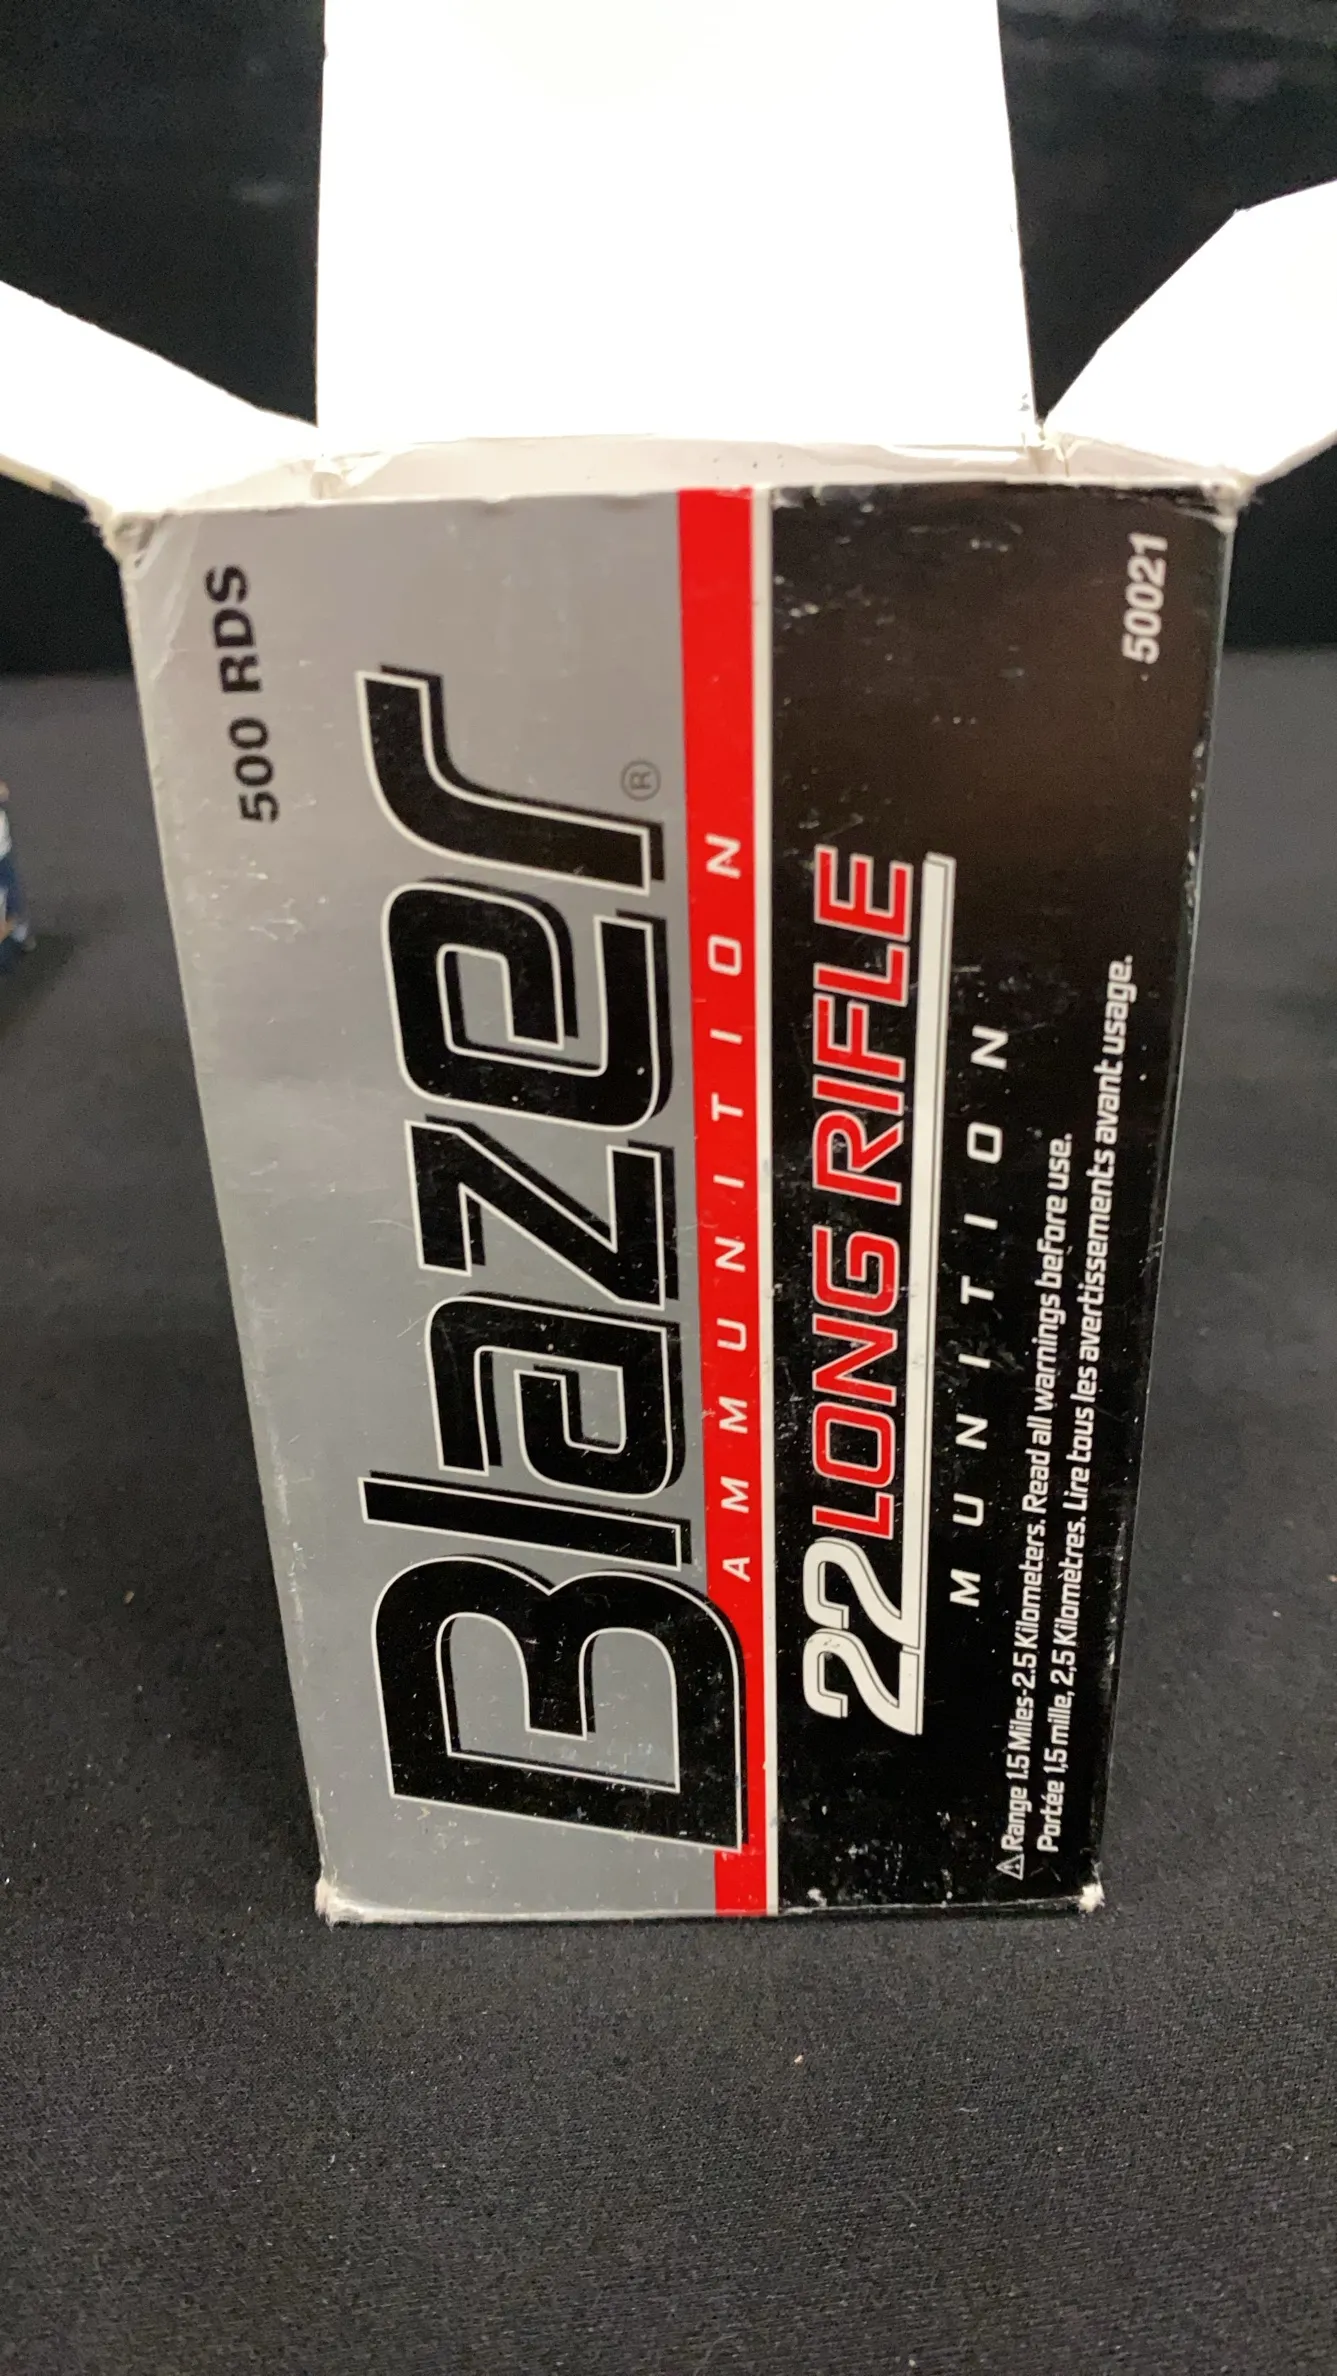 500 RDS
Blazer®
AMMUNITION
22 LONG RIFLE
MUNITION
⚠Range 1.5 Miles-2.5 Kilometers. Read all warnings before use.
Portée 1,5 mille, 2,5 Kilomètres. Lire tous les avertissements avant usage.
50021